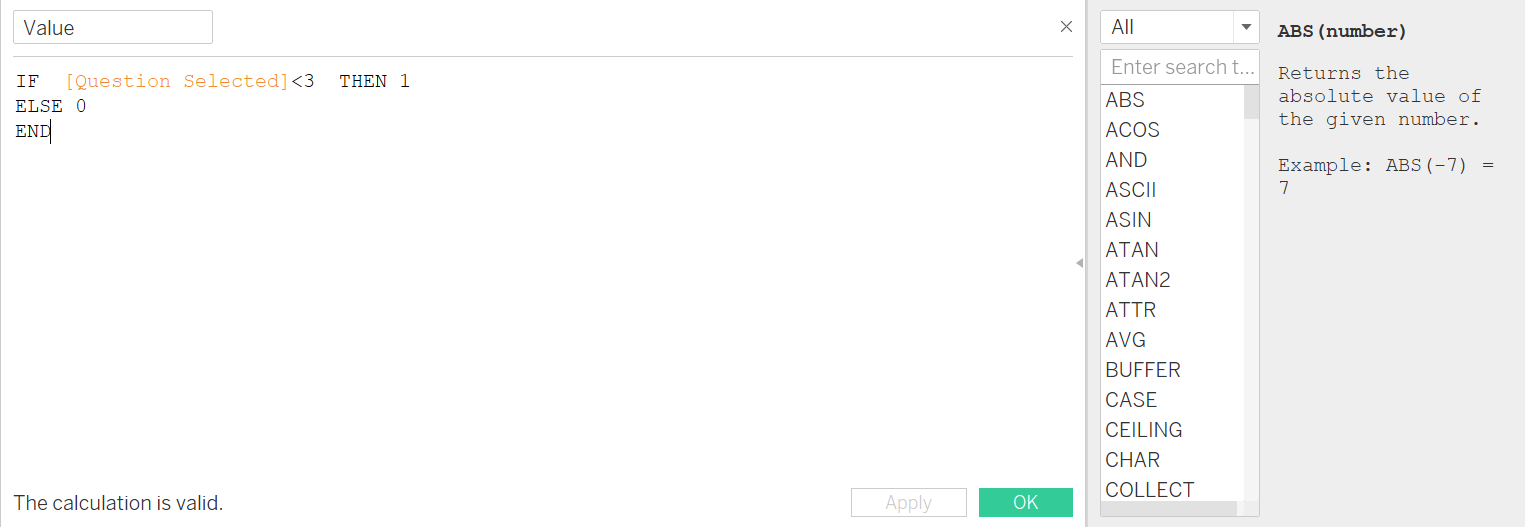 Value
IF  [Question Selected]<3  THEN 1
ELSE 0
END
The calculation is valid.
Apply
OK
All
Enter search t...
ABS
ACOS
AND
ASCII
ASIN
ATAN
ATAN2
ATTR
AVG
BUFFER
CASE
CEILING
CHAR
COLLECT
ABS(number)
Returns the
absolute value of
the given number.
Example: ABS(-7) =
7